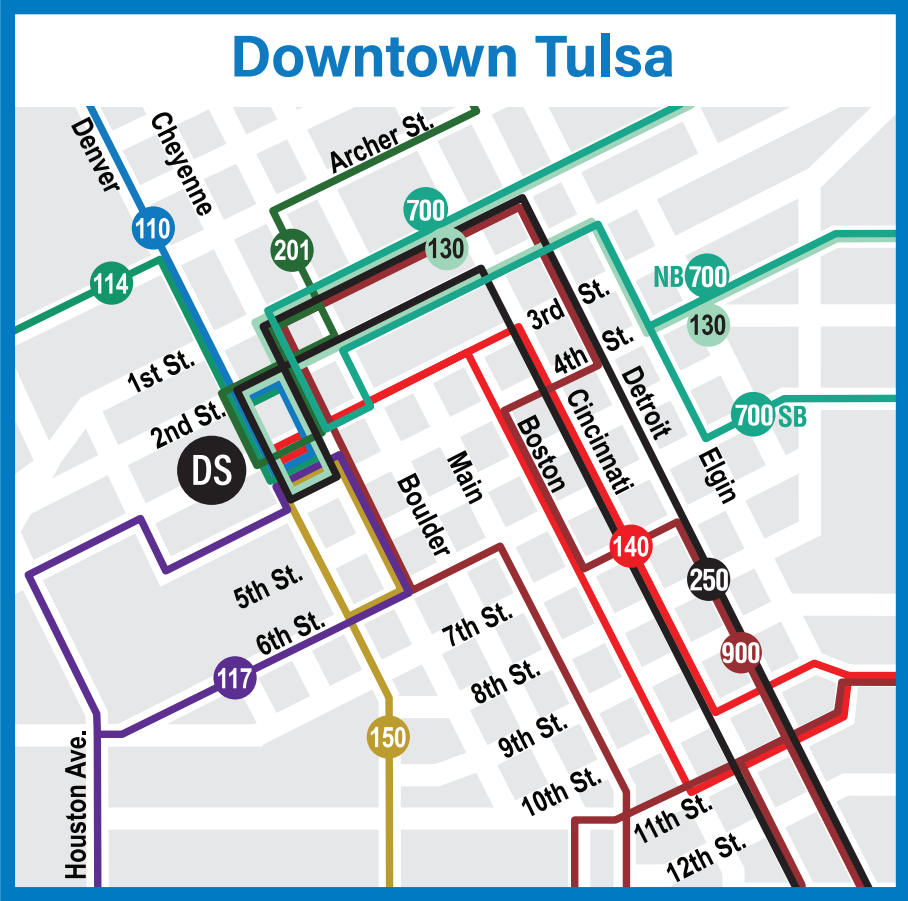 Downtown Tulsa
Denver
Cheyenne
Archer St.
110
201
700
130
114
NB 700
130
3rd St.
4th St.
1st St.
2nd St.
Detroit
Cincinnati
Boston
700 SB
DS
Main
Boulder
Elgin
140
250
5th St.
6th St.
7th St.
900
117
8th St.
150
9th St.
10th St.
11th St.
12th St.
Houston Ave.